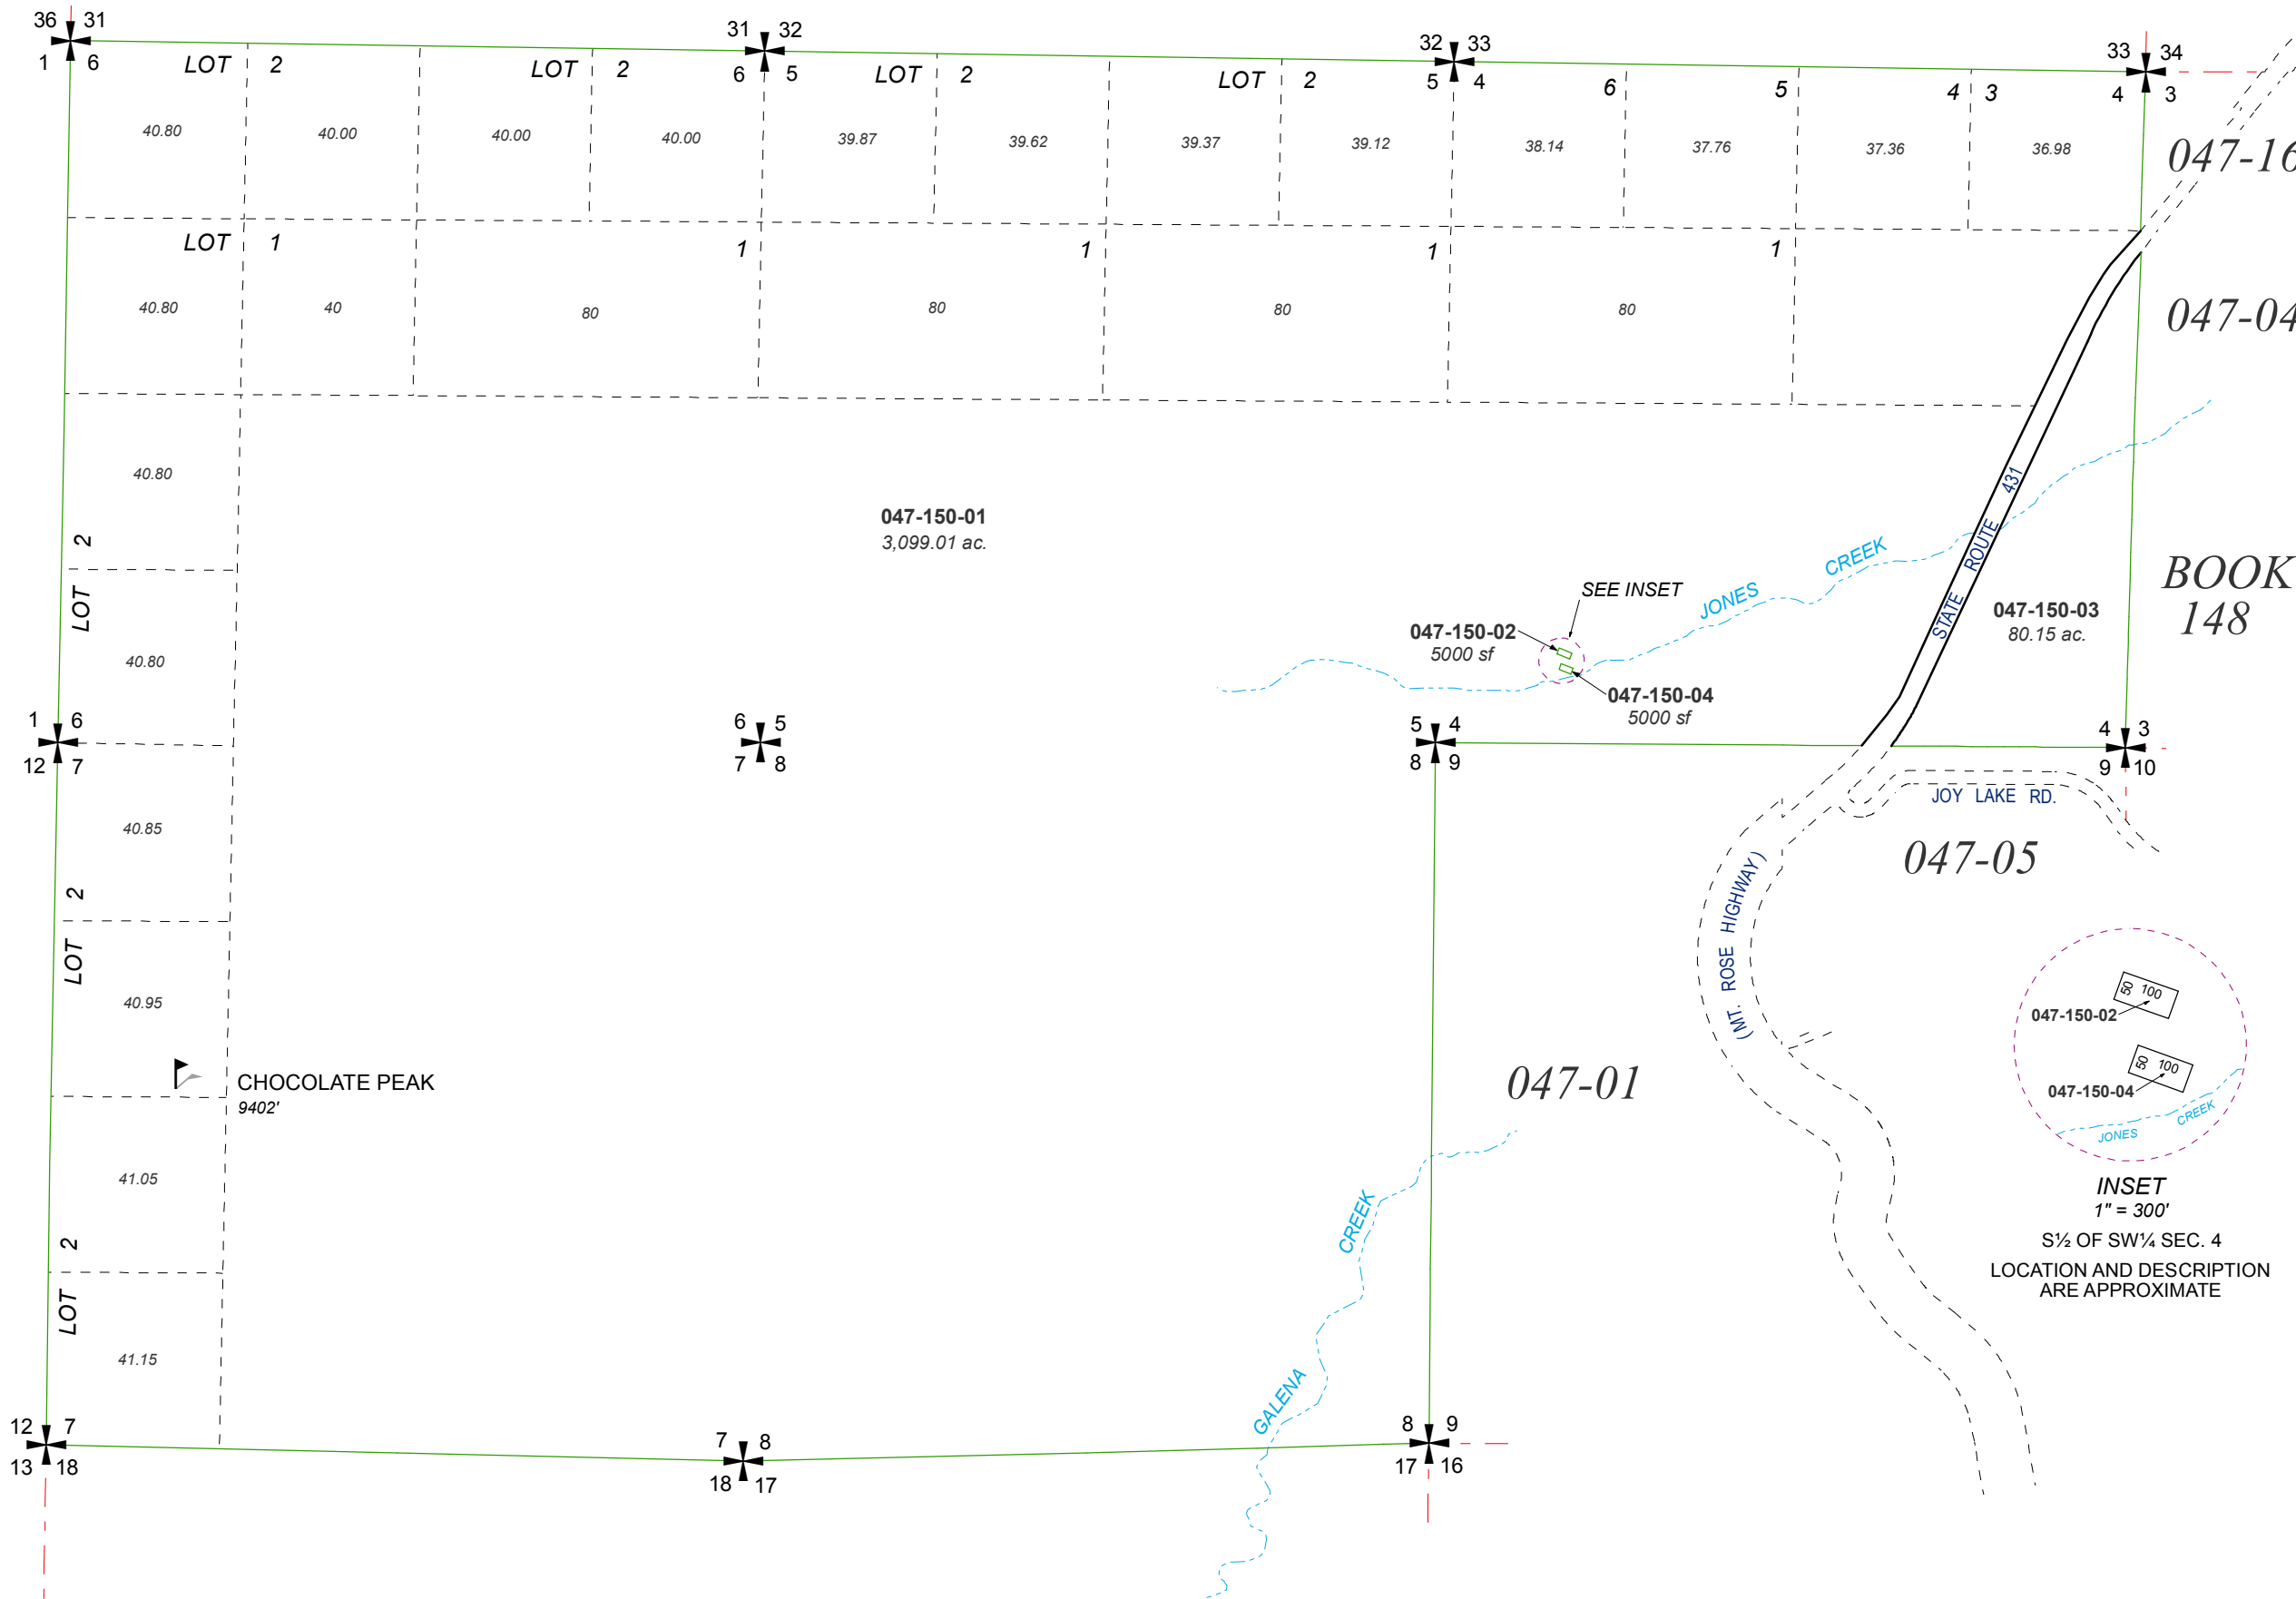 36 31
31 32
32 33
33 34
1 6
6 5
5 4
4 3
LOT 2
LOT 2
LOT 2
LOT 2
6
5
4 3
40.80
40.00
40.00
40.00
39.87
39.62
39.37
39.12
38.14
37.76
37.36
36.98
047-16
LOT 1
1
1
1
1
40.80
40
80
80
80
80
047-04
40.80
LOT 2
40.80
047-150-01
3,099.01 ac.
JONES CREEK
SEE INSET
047-150-02
5000 sf
047-150-04
5000 sf
STATE ROUTE 431
047-150-03
80.15 ac.
BOOK
148
1 6
12 7
6 5
7 8
5 4
8 9
4 3
9 10
JOY LAKE RD.
047-05
(MT. ROSE HIGHWAY)
40.85
LOT 2
40.95
CHOCOLATE PEAK
9402'
41.05
LOT 2
41.15
047-01
GALENA CREEK
50 100
047-150-02
50 100
047-150-04
JONES CREEK
INSET
1" = 300'
S½ OF SW¼ SEC. 4
LOCATION AND DESCRIPTION
ARE APPROXIMATE
12 7
13 18
7 8
18 17
8 9
17 16